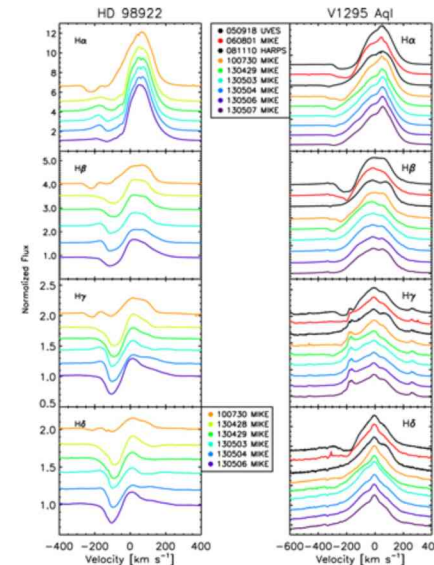 HD 98922
V1295 Aql
Hα
12
10
8
6
4
2
050918 UVES
060801 MIKE
081110 HARPS
100730 MIKE
130429 MIKE
130503 MIKE
130504 MIKE
130506 MIKE
130507 MIKE
Hα
Hβ
5.0
4.0
3.0
2.0
1.0
Hβ
Normalized Flux
Hγ
2.5
2.0
1.5
1.0
0.5
Hγ
Hδ
2.0
1.5
1.0
100730 MIKE
130428 MIKE
130429 MIKE
130503 MIKE
130504 MIKE
130506 MIKE
Hδ
-400 -200 0 200 400
Velocity [km s⁻¹]
-600 -400 -200 0 200 400
Velocity [km s⁻¹]